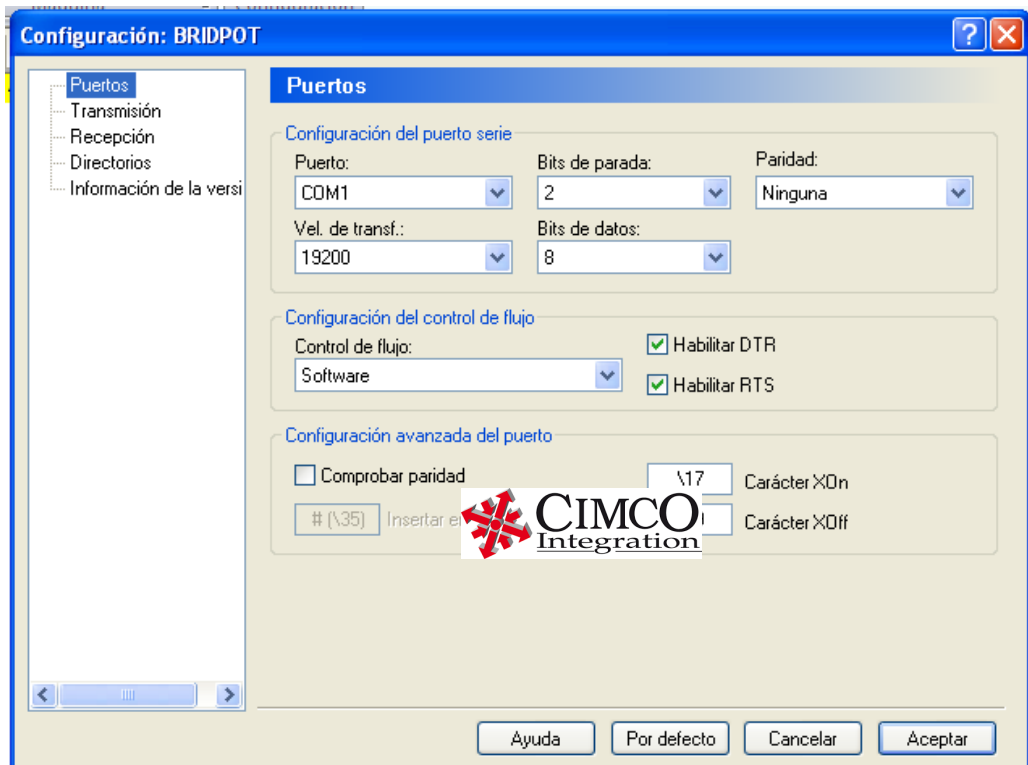 Configuración: BRIDPOT
Puertos
Transmisión
Recepción
Directorios
Información de la versi
Puertos
Configuración del puerto serie
Puerto:
Bits de parada:
Paridad:
COM1
2
Ninguna
Vel. de transf.:
Bits de datos:
19200
8
Configuración del control de flujo
Control de flujo:
Habilitar DTR
Software
Habilitar RTS
Configuración avanzada del puerto
Comprobar paridad
\17
Carácter XOn
# (\35)
Insertar
Carácter XOff
CIMCO
Integration
Ayuda
Por defecto
Cancelar
Aceptar